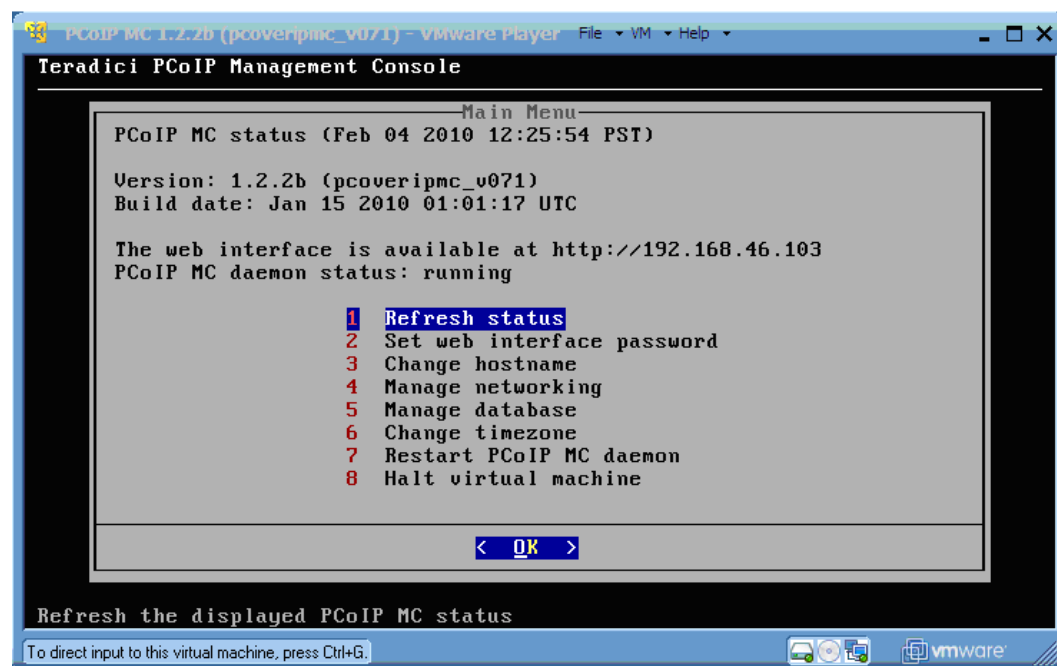 PCoIP MC 1.2.2b (pcoveripmc_v071) - VMware Player File VM Help
Teradici PCoIP Management Console
Main Menu
PCoIP MC status (Feb 04 2010 12:25:54 PST)
Version: 1.2.2b (pcoveripmc_v071)
Build date: Jan 15 2010 01:01:17 UTC
The web interface is available at http://192.168.46.103
PCoIP MC daemon status: running
1 Refresh status
2 Set web interface password
3 Change hostname
4 Manage networking
5 Manage database
6 Change timezone
7 Restart PCoIP MC daemon
8 Halt virtual machine
< OK >
Refresh the displayed PCoIP MC status
To direct input to this virtual machine, press Ctrl+G.
vmware